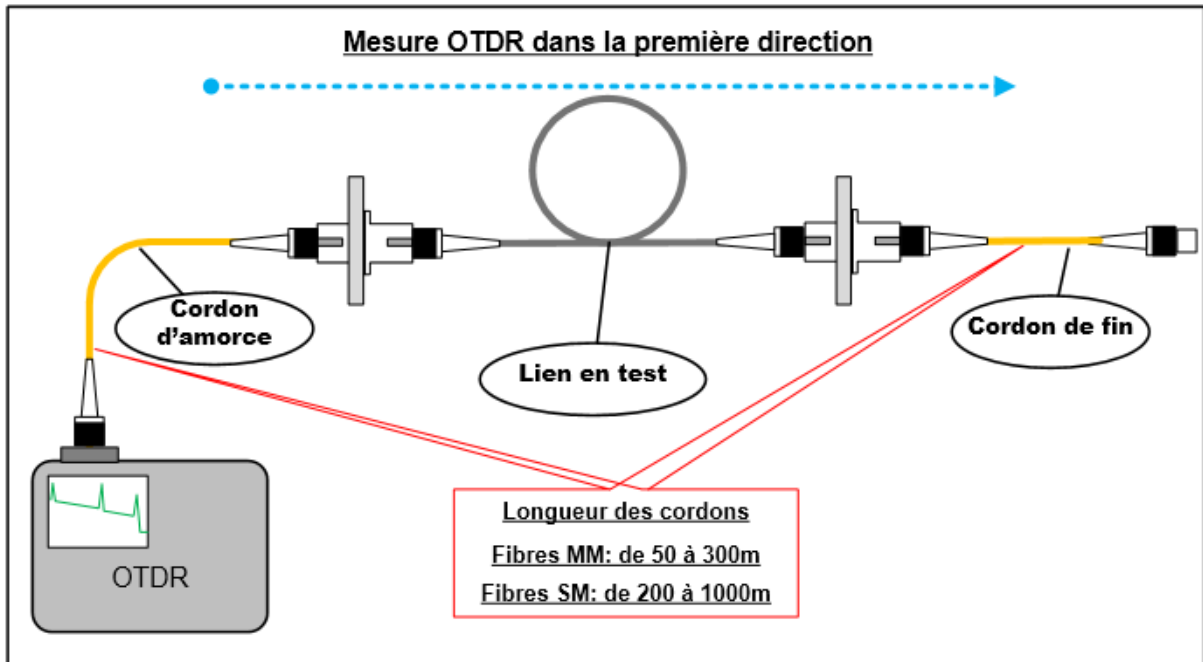 Mesure OTDR dans la première direction
Cordon
d'amorce
Lien en test
Cordon de fin
OTDR
Longueur des cordons
Fibres MM: de 50 à 300m
Fibres SM: de 200 à 1000m